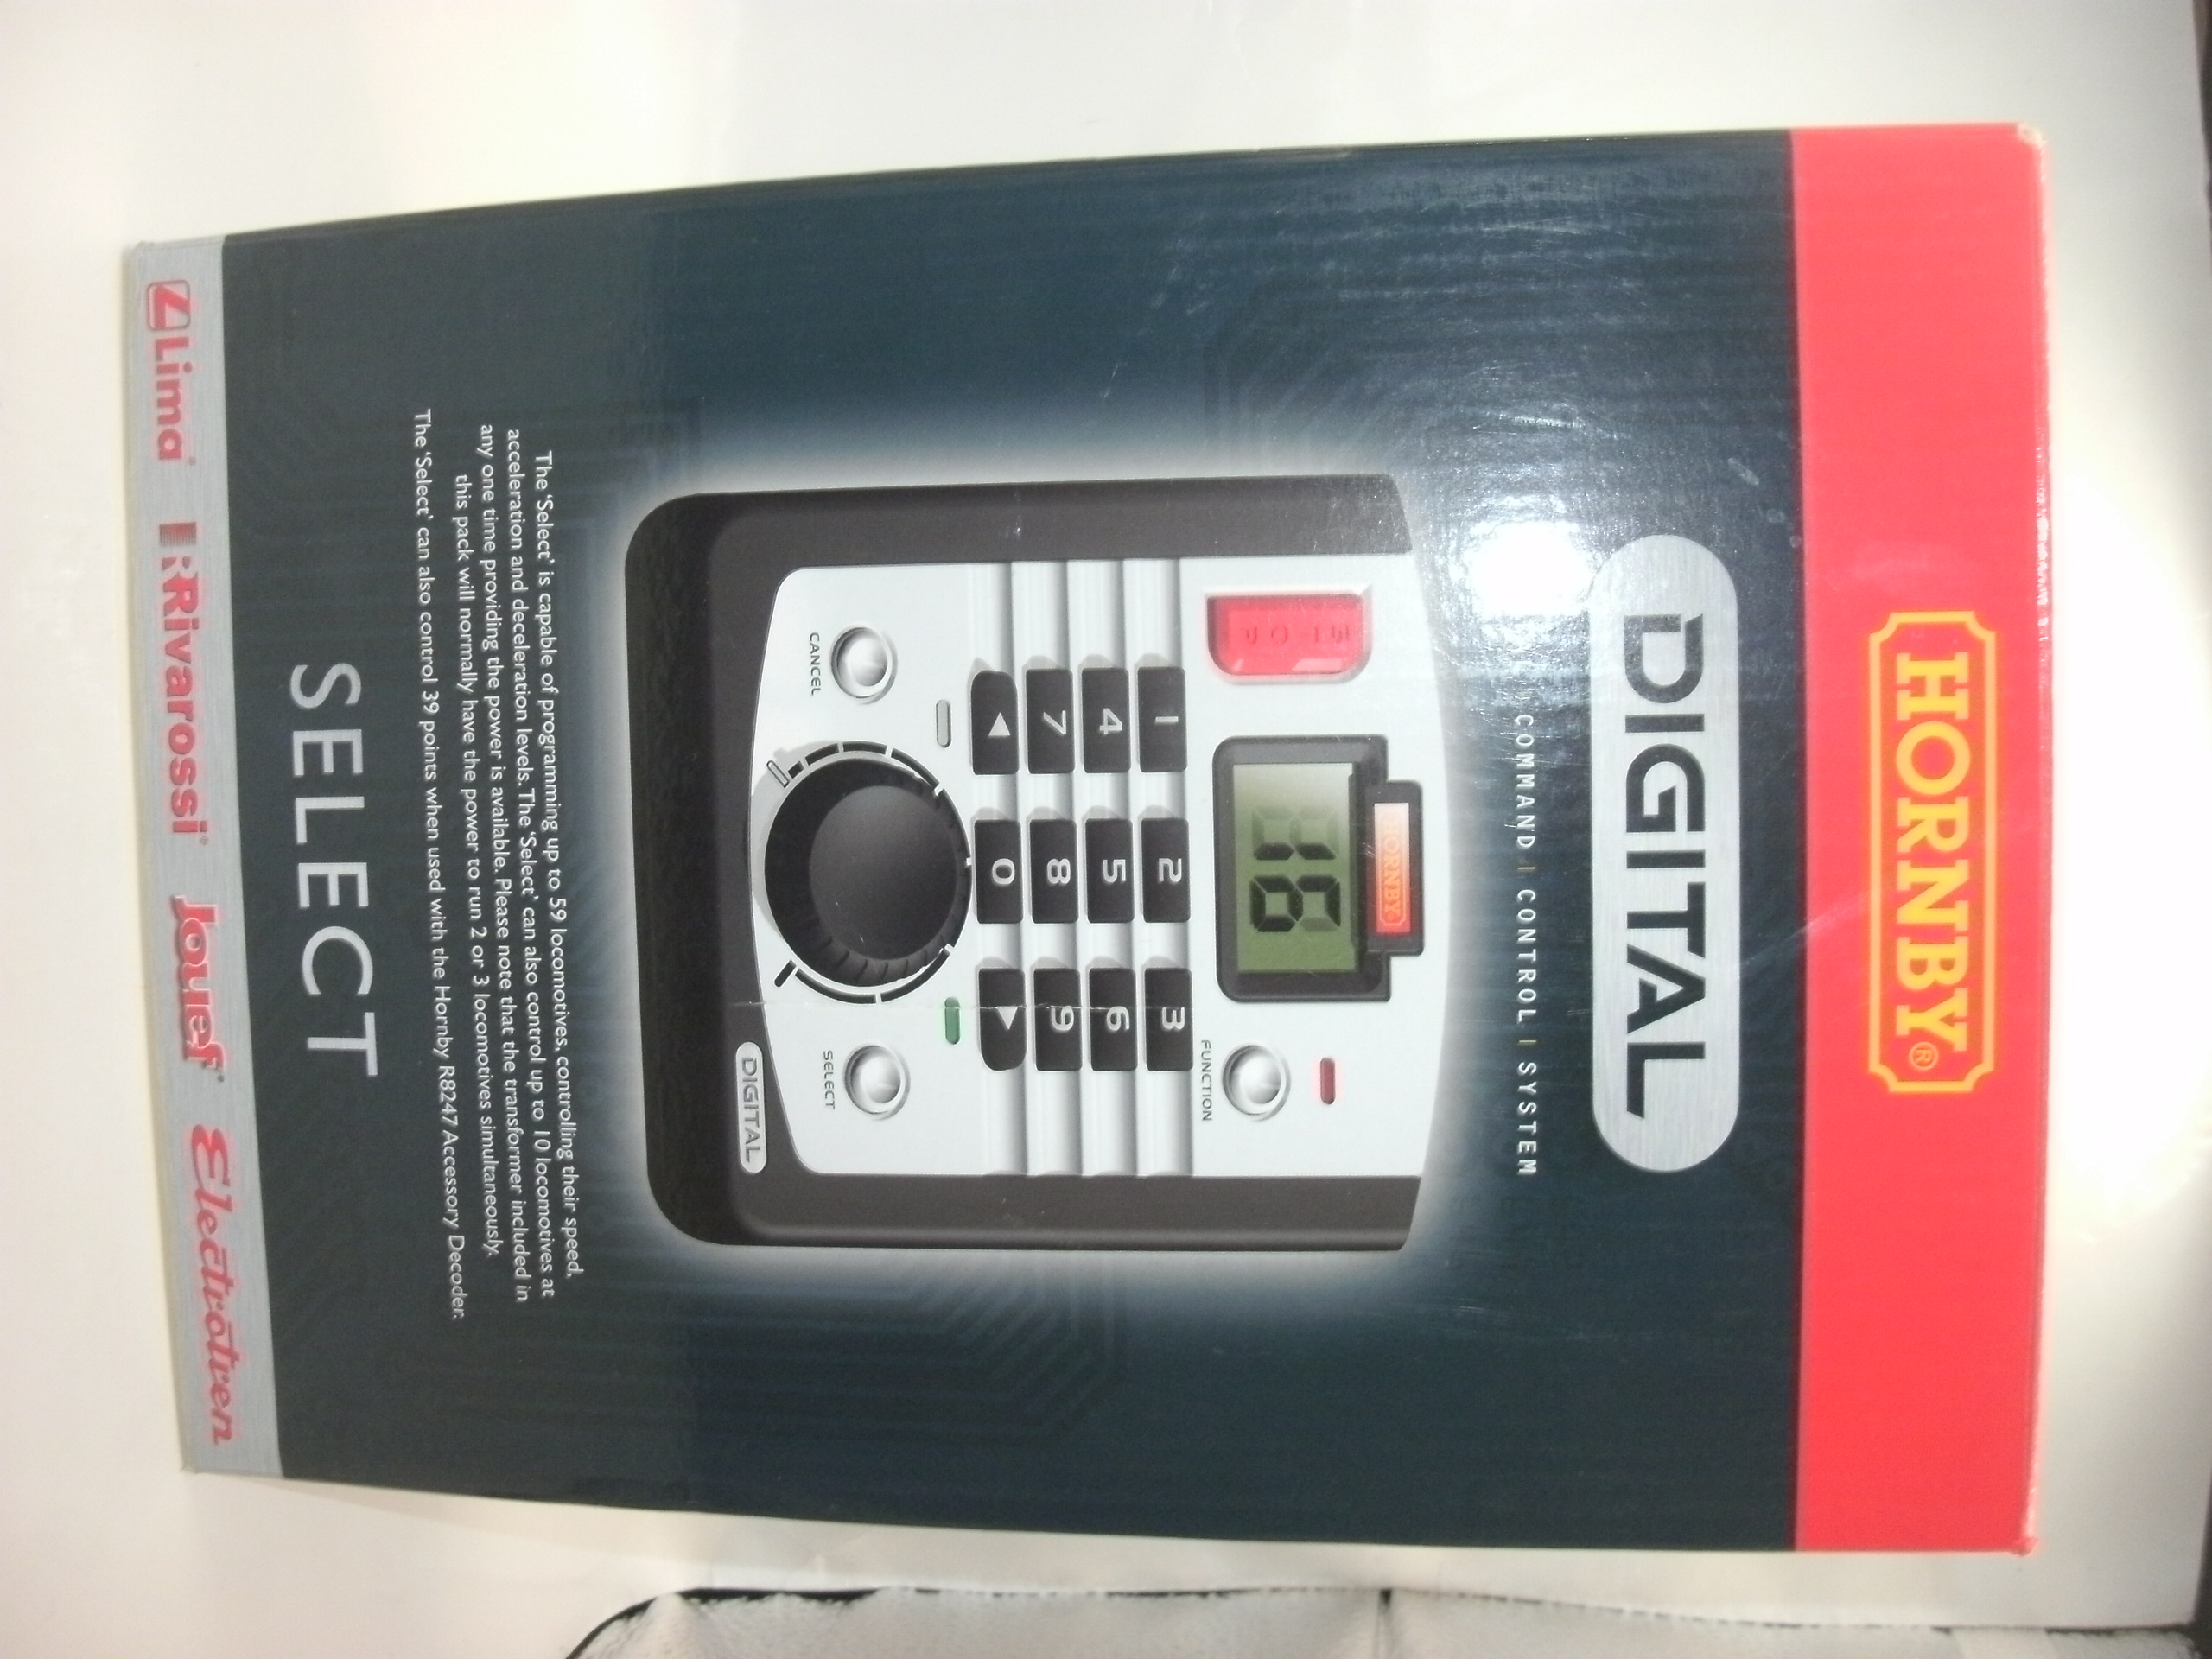 HORNBY®
DIGITAL
COMMAND | CONTROL | SYSTEM
HORNBY
STOP
18
FUNCTION
1 2 3
4 5 6
7 8 9
0
CANCEL
SELECT
DIGITAL
The 'Select' is capable of programming up to 59 locomotives, controlling their speed,
acceleration and deceleration levels. The 'Select' can also control up to 10 locomotives at
any one time providing the power is available. Please note that the transformer included in
this pack will normally have the power to run 2 or 3 locomotives simultaneously.
The 'Select' can also control 39 points when used with the Hornby R8247 Accessory Decoder.
SELECT
Lima® Rivarossi® Jouef® Electrotren